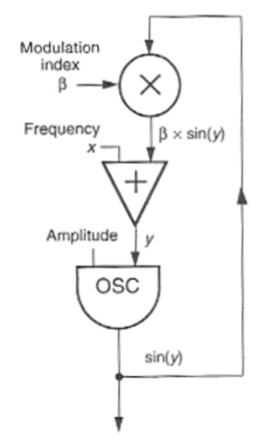 Modulation
index
β
×
β × sin(y)
Frequency
x
+
Amplitude
y
OSC
sin(y)